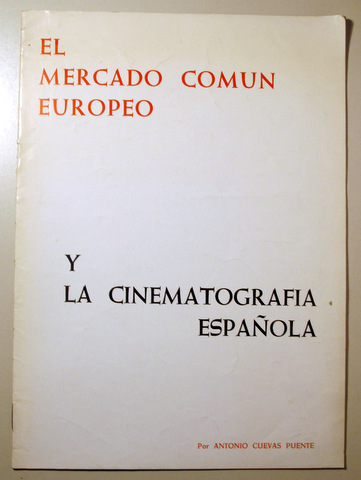 EL
MERCADO COMUN
EUROPEO
Y
LA CINEMATOGRAFIA
ESPAÑOLA
Por ANTONIO CUEVAS PUENTE